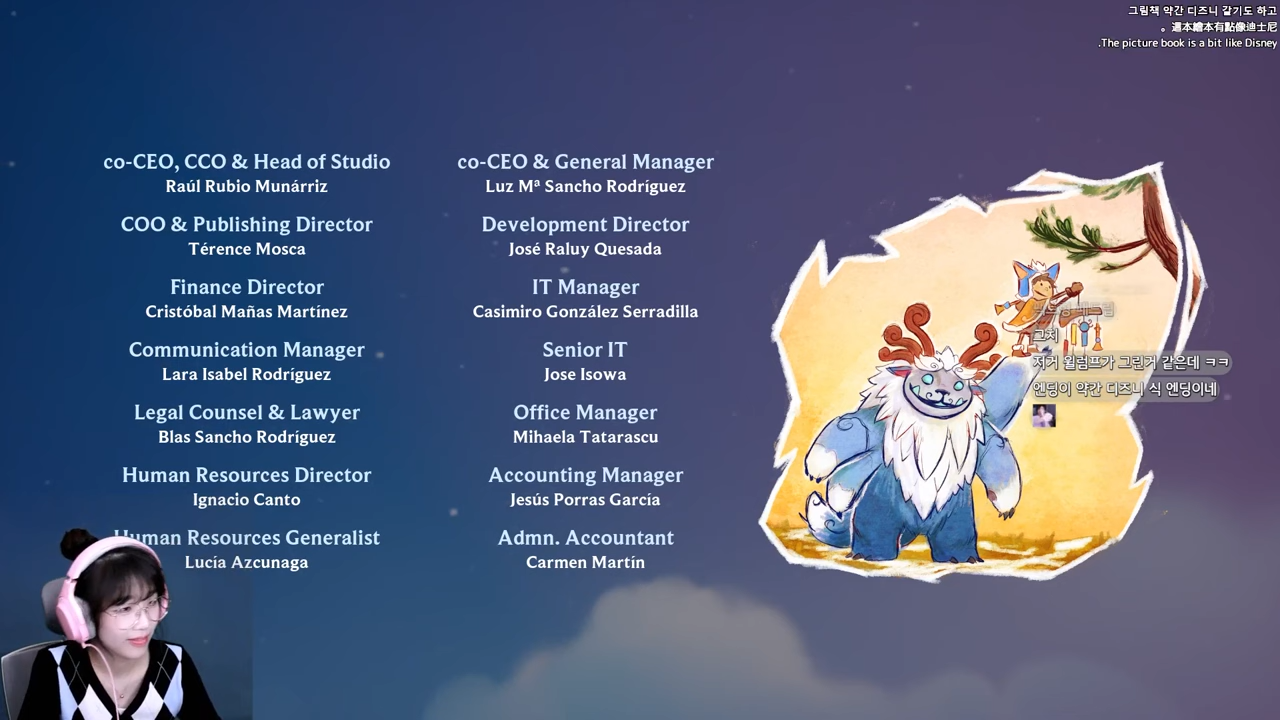 그림책 약간 디즈니 같기도 하고
。這本繪本有點像迪士尼
.The picture book is a bit like Disney
co-CEO, CCO & Head of Studio
Raúl Rubio Munárriz
COO & Publishing Director
Térence Mosca
Finance Director
Cristóbal Mañas Martínez
Communication Manager
Lara Isabel Rodríguez
Legal Counsel & Lawyer
Blas Sancho Rodríguez
Human Resources Director
Ignacio Canto
Human Resources Generalist
Lucía Azcunaga
co-CEO & General Manager
Luz Mª Sancho Rodríguez
Development Director
José Raluy Quesada
IT Manager
Casimiro González Serradilla
Senior IT
Jose Isowa
Office Manager
Mihaela Tatarascu
Accounting Manager
Jesús Porras García
Admn. Accountant
Carmen Martín
그치
저거 윌럼프가 그린거 같은데 ㅋㅋ
엔딩이 약간 디즈니 식 엔딩이네